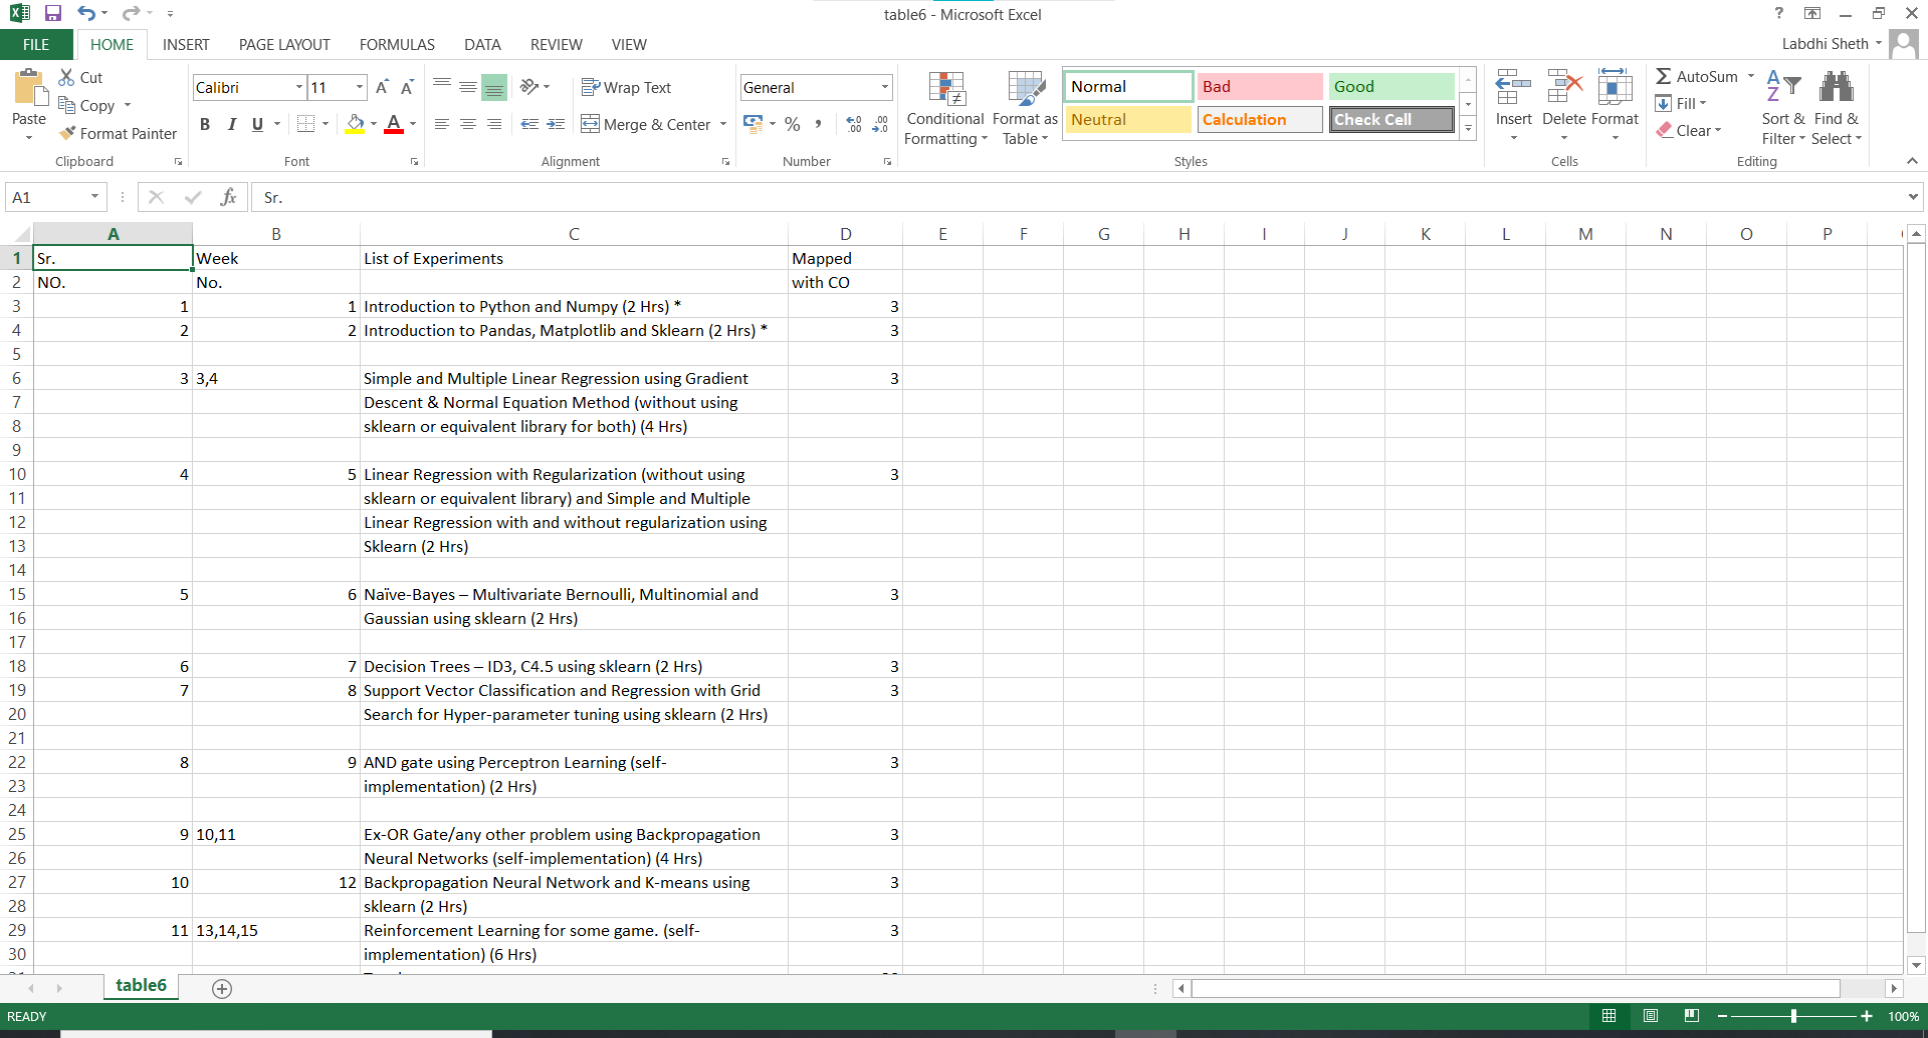 table6 - Microsoft Excel
?
FILE HOME INSERT PAGE LAYOUT FORMULAS DATA REVIEW VIEW Labdhi Sheth
Paste Cut Copy Format Painter
Clipboard
Calibri 11
B I U A
Font
Wrap Text
Merge & Center
Alignment
General
% , .00 .0
Number
Conditional Formatting
Format as Table
Normal Bad Good
Neutral Calculation Check Cell
Styles
Insert Delete Format
Cells
AutoSum
Fill
Clear
Sort & Filter
Find & Select
Editing
A1 fx Sr.
A B C D E F G H I J K L M N O P
1 Sr. Week List of Experiments Mapped
2 NO. No. with CO
3 1 1 Introduction to Python and Numpy (2 Hrs) * 3
4 2 2 Introduction to Pandas, Matplotlib and Sklearn (2 Hrs) * 3
5
6 3 3,4 Simple and Multiple Linear Regression using Gradient 3
7 Descent & Normal Equation Method (without using
8 sklearn or equivalent library for both) (4 Hrs)
9
10 4 5 Linear Regression with Regularization (without using 3
11 sklearn or equivalent library) and Simple and Multiple
12 Linear Regression with and without regularization using
13 Sklearn (2 Hrs)
14
15 5 6 Naïve-Bayes – Multivariate Bernoulli, Multinomial and 3
16 Gaussian using sklearn (2 Hrs)
17
18 6 7 Decision Trees – ID3, C4.5 using sklearn (2 Hrs) 3
19 7 8 Support Vector Classification and Regression with Grid 3
20 Search for Hyper-parameter tuning using sklearn (2 Hrs)
21
22 8 9 AND gate using Perceptron Learning (self-
23 implementation) (2 Hrs) 3
24
25 9 10,11 Ex-OR Gate/any other problem using Backpropagation 3
26 Neural Networks (self-implementation) (4 Hrs)
27 10 12 Backpropagation Neural Network and K-means using 3
28 sklearn (2 Hrs)
29 11 13,14,15 Reinforcement Learning for some game. (self- 3
30 implementation) (6 Hrs)
table6
READY 100%